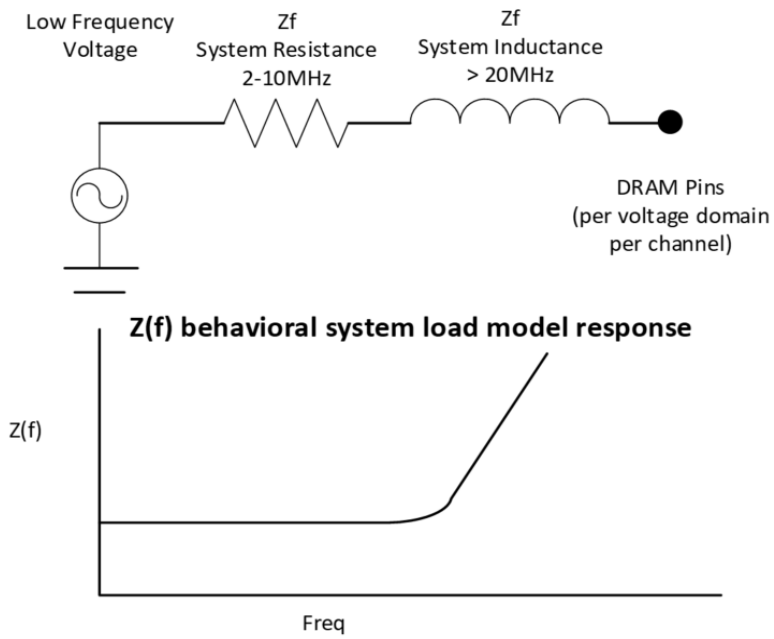 Low Frequency
Voltage
Zf
System Resistance
2-10MHz
Zf
System Inductance
> 20MHz
DRAM Pins
(per voltage domain
per channel)
Z(f) behavioral system load model response
Z(f)
Freq